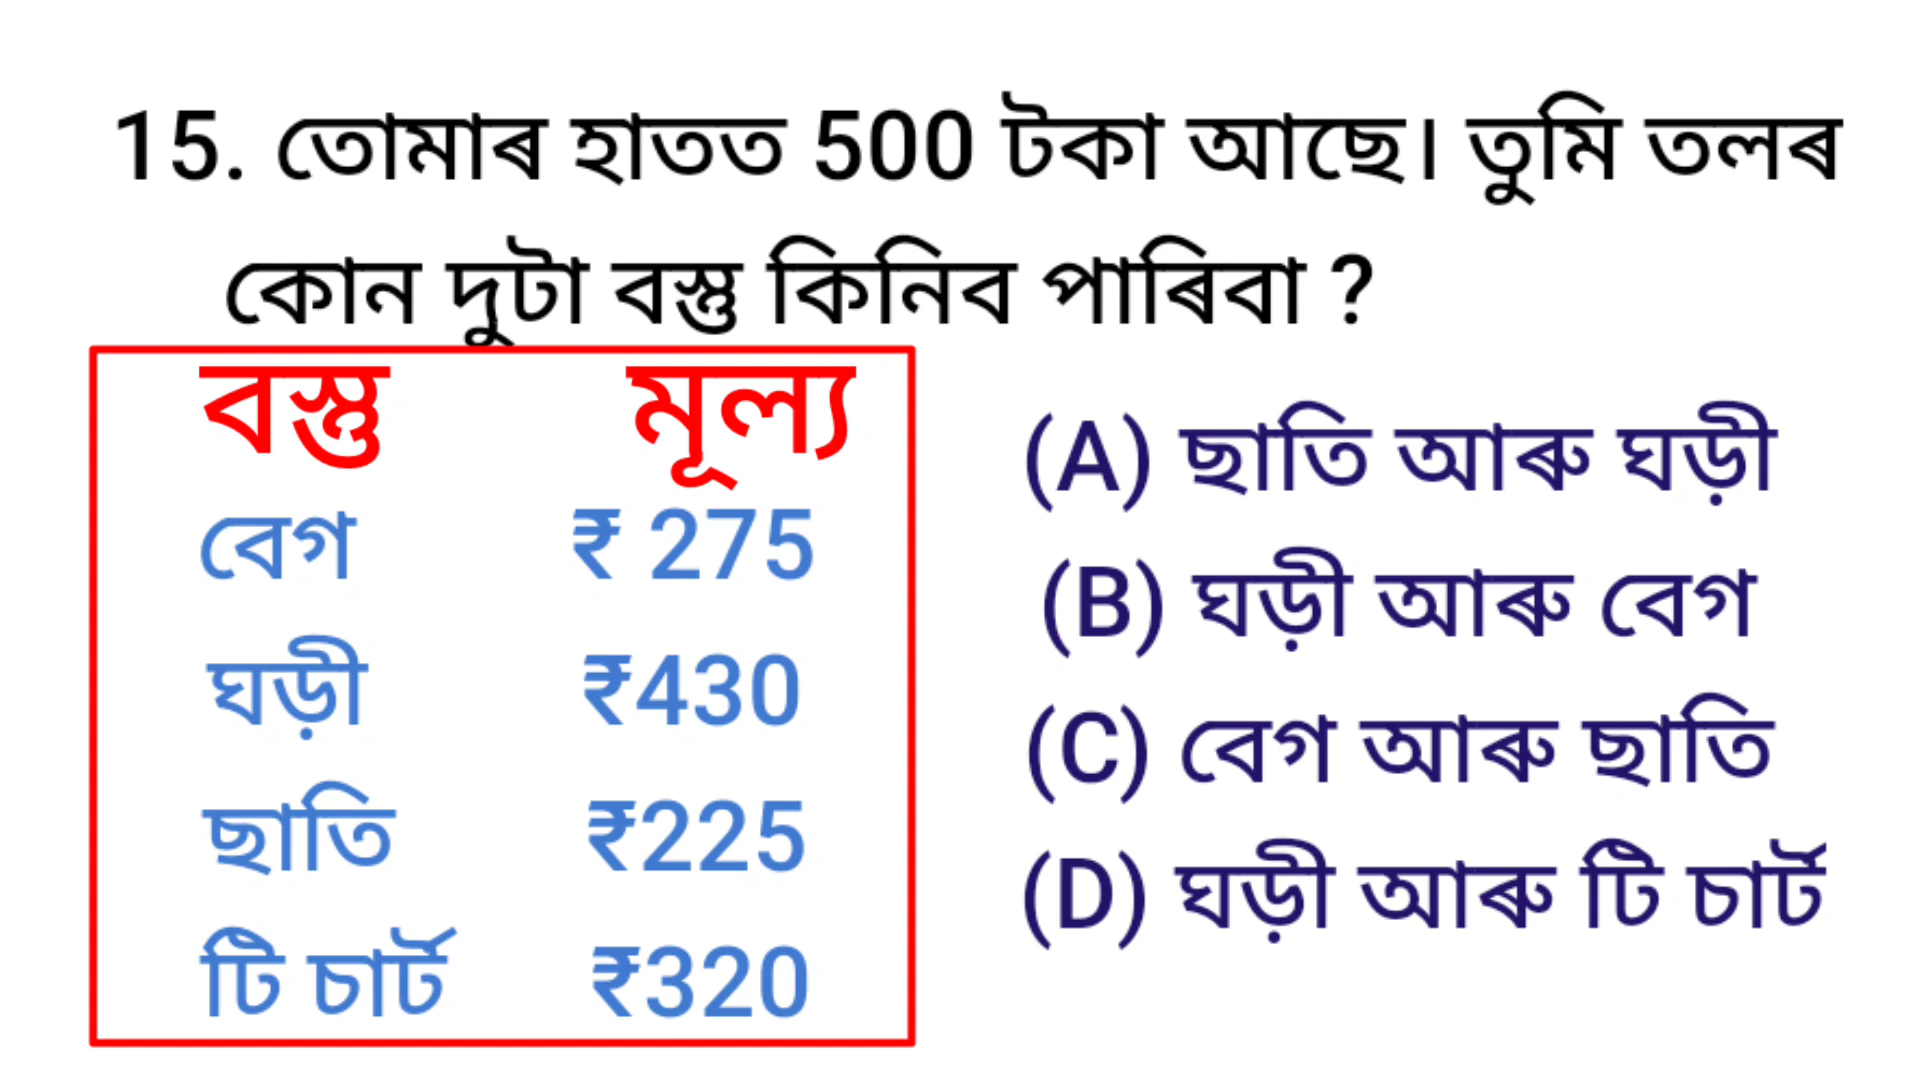 15. তোমাৰ হাতত 500 টকা আছে। তুমি তলৰ
কোন দুটা বস্তু কিনিব পাৰিবা ?
বস্তু মূল্য
বেগ ₹ 275
ঘড়ী ₹430
ছাতি ₹225
টি চাৰ্ট ₹320
(A) ছাতি আৰু ঘড়ী
(B) ঘড়ী আৰু বেগ
(C) বেগ আৰু ছাতি
(D) ঘড়ী আৰু টি চাৰ্ট